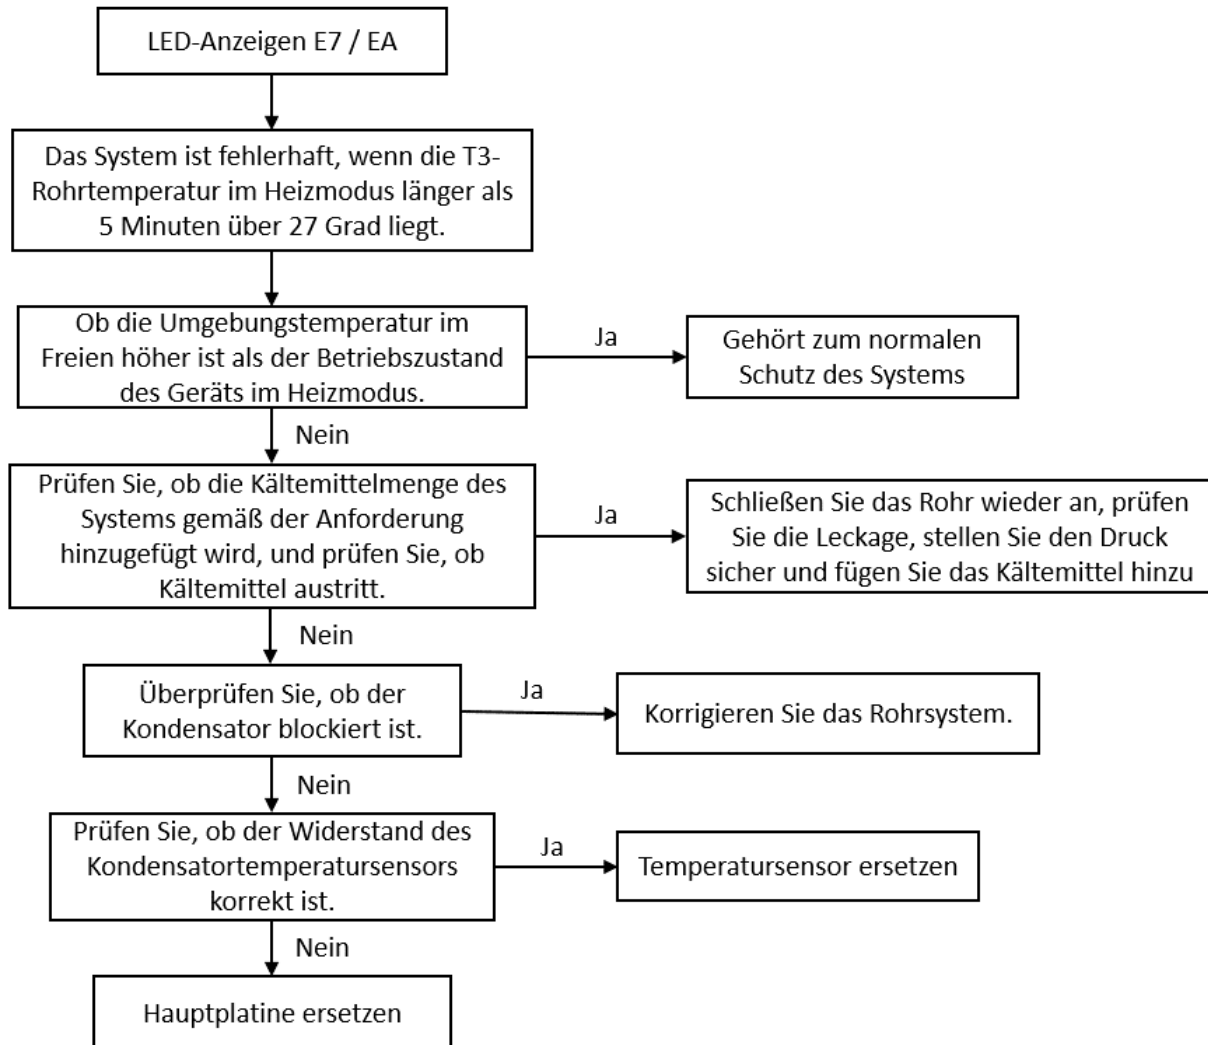 LED-Anzeigen E7 / EA
Das System ist fehlerhaft, wenn die T3-
Rohrtemperatur im Heizmodus länger als
5 Minuten über 27 Grad liegt.
Ob die Umgebungstemperatur im
Freien höher ist als der Betriebszustand
des Geräts im Heizmodus.
Ja
Gehört zum normalen
Schutz des Systems
Nein
Prüfen Sie, ob die Kältemittelmenge des
Systems gemäß der Anforderung
hinzugefügt wird, und prüfen Sie, ob
Kältemittel austritt.
Ja
Schließen Sie das Rohr wieder an, prüfen
Sie die Leckage, stellen Sie den Druck
sicher und fügen Sie das Kältemittel hinzu
Nein
Überprüfen Sie, ob der
Kondensator blockiert ist.
Ja
Korrigieren Sie das Rohrsystem.
Nein
Prüfen Sie, ob der Widerstand des
Kondensatortemperatursensors
korrekt ist.
Ja
Temperatursensor ersetzen
Nein
Hauptplatine ersetzen